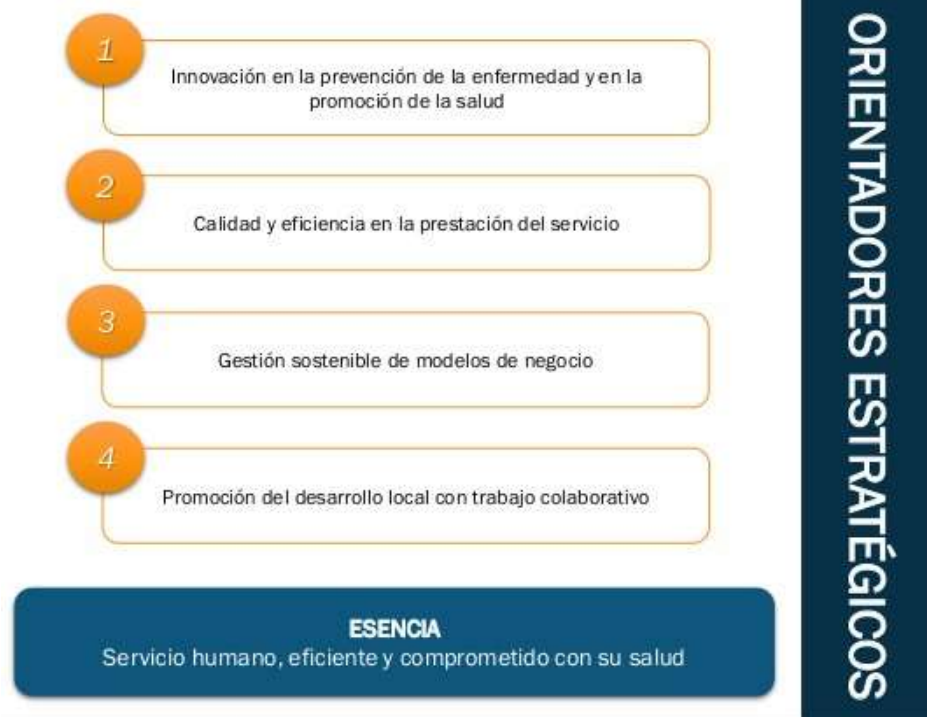 ORIENTADORES ESTRATÉGICOS
1
Innovación en la prevención de la enfermedad y en la
promoción de la salud
2
Calidad y eficiencia en la prestación del servicio
3
Gestión sostenible de modelos de negocio
4
Promoción del desarrollo local con trabajo colaborativo
ESENCIA
Servicio humano, eficiente y comprometido con su salud